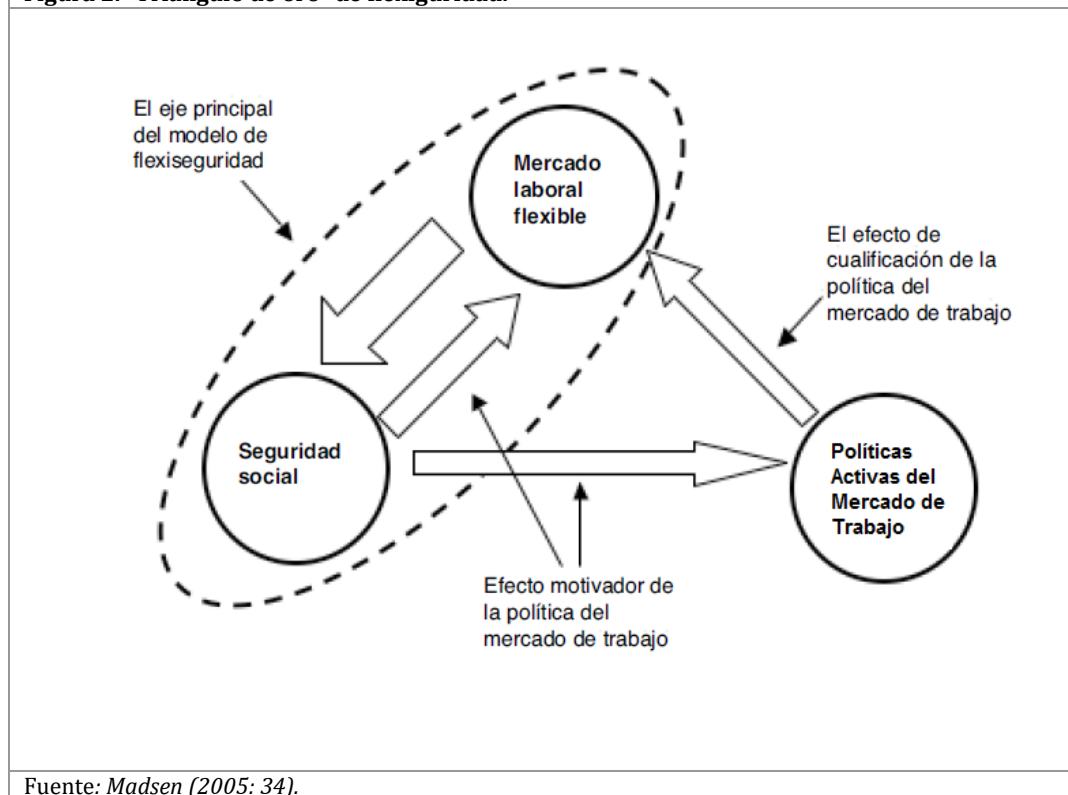 El eje principal
del modelo de
flexiseguridad
Mercado
laboral
flexible
El efecto de
cualificación de la
política del
mercado de trabajo
Seguridad
social
Políticas
Activas del
Mercado de
Trabajo
Efecto motivador de
la política del
mercado de trabajo
Fuente: Madsen (2005: 34).